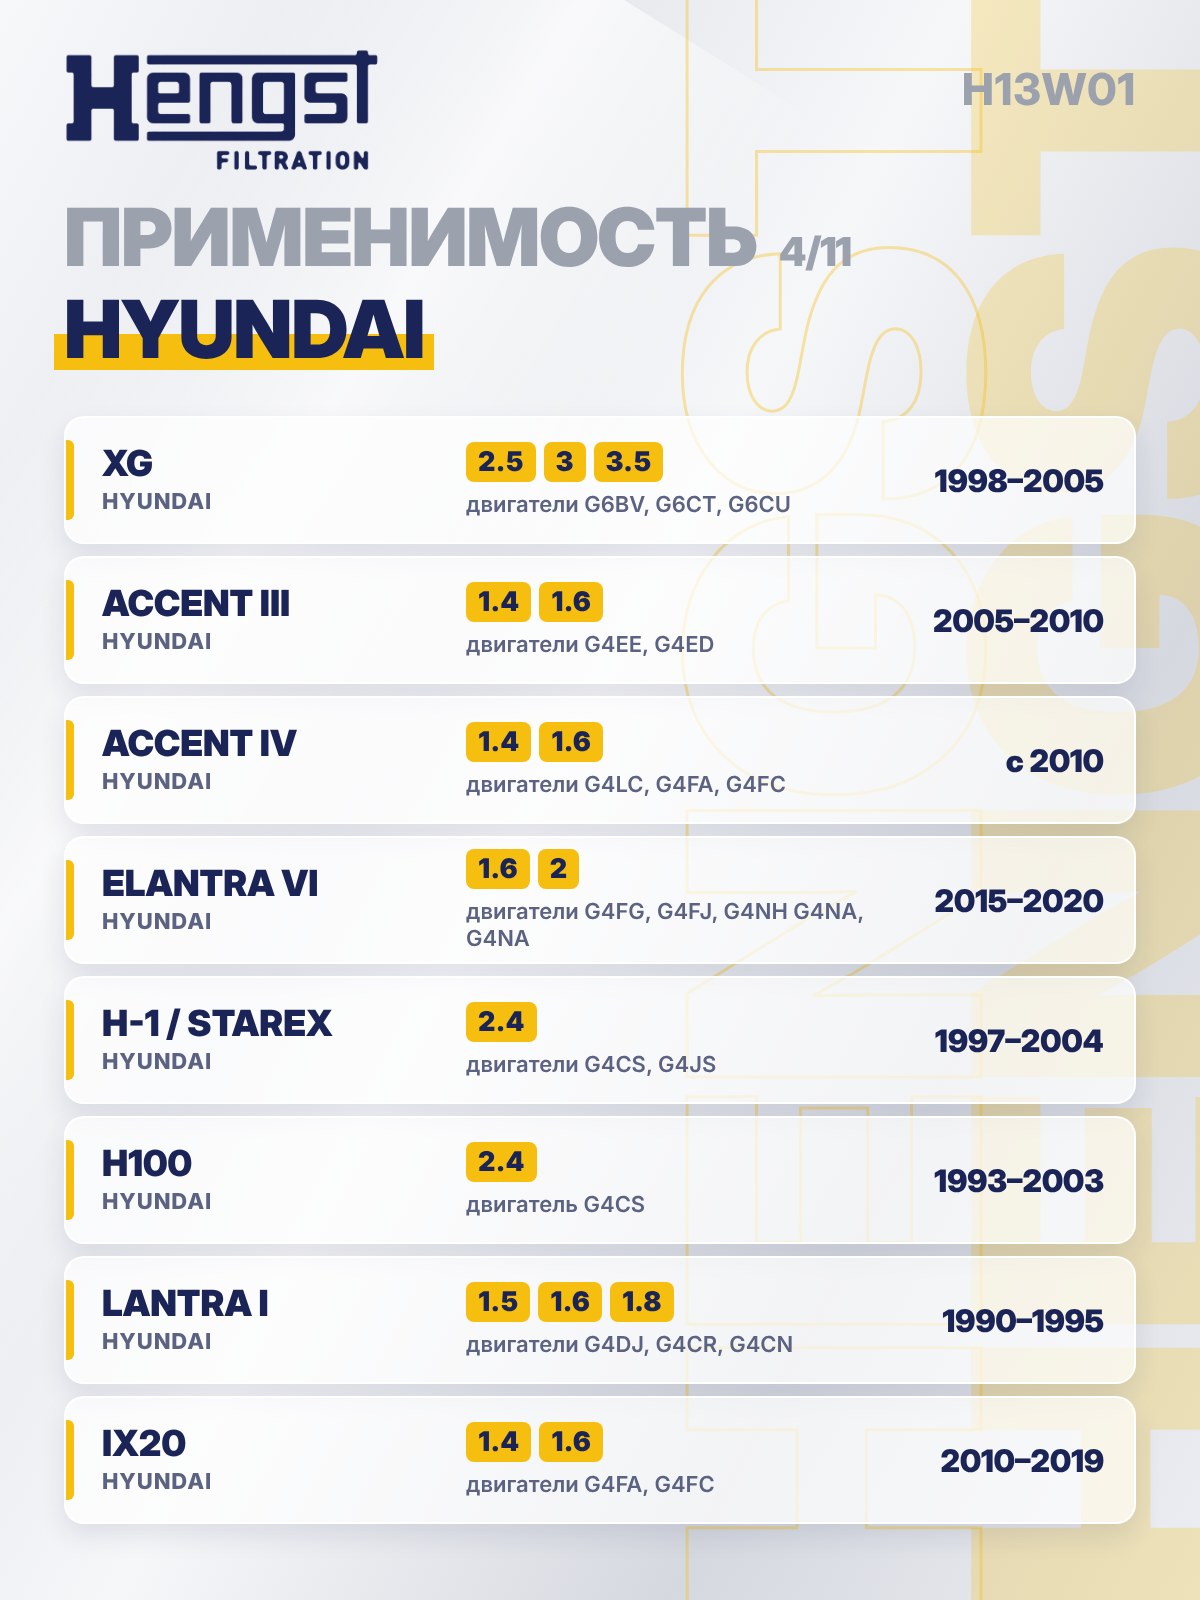 Hengst
FILTRATION
H13W01
ПРИМЕНИМОСТЬ 4/11
HYUNDAI
XG
HYUNDAI
2.5 3 3.5
двигатели G6BV, G6CT, G6CU
1998–2005
ACCENT III
HYUNDAI
1.4 1.6
двигатели G4EE, G4ED
2005–2010
ACCENT IV
HYUNDAI
1.4 1.6
двигатели G4LC, G4FA, G4FC
с 2010
ELANTRA VI
HYUNDAI
1.6 2
двигатели G4FG, G4FJ, G4NH G4NA,
G4NA
2015–2020
H-1 / STAREX
HYUNDAI
2.4
двигатели G4CS, G4JS
1997–2004
H100
HYUNDAI
2.4
двигатель G4CS
1993–2003
LANTRA I
HYUNDAI
1.5 1.6 1.8
двигатели G4DJ, G4CR, G4CN
1990–1995
IX20
HYUNDAI
1.4 1.6
двигатели G4FA, G4FC
2010–2019
HENGST
HENGST